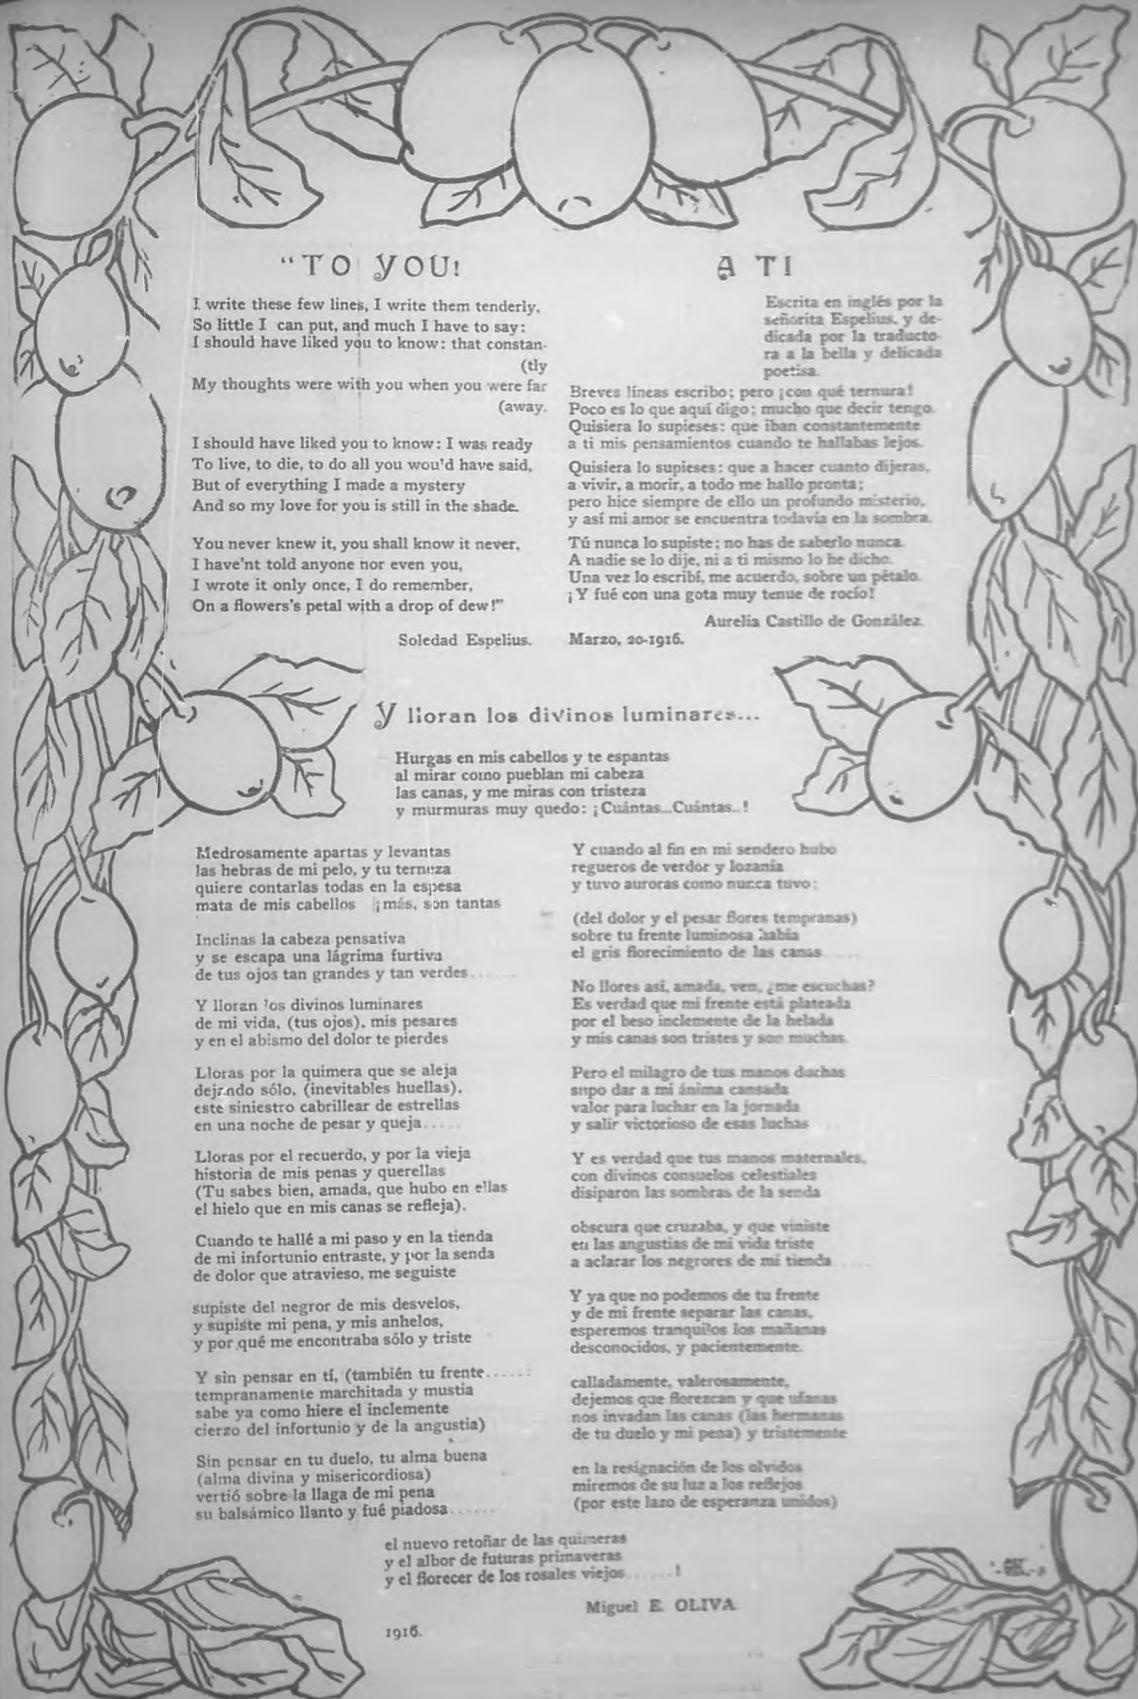 "TO YOU!
I write these few lines, I write them tenderly,
So little I can put, and much I have to say:
I should have liked you to know: that constan-
(tly
My thoughts were with you when you were far
(away.
I should have liked you to know: I was ready
To live, to die, to do all you wou'd have said,
But of everything I made a mystery
And so my love for you is still in the shade.
You never knew it, you shall know it never,
I have'nt told anyone nor even you,
I wrote it only once, I do remember,
On a flowers's petal with a drop of dew!"
Soledad Espelius.
A TI
Escrita en inglés por la
señorita Espelius, y de-
dicada por la traducto-
ra a la bella y delicada
poetisa.
Breves líneas escribo; pero ¡con qué ternura!
Poco es lo que aquí digo; mucho que decir tengo.
Quisiera lo supieses: que iban constantemente
a ti mis pensamientos cuando te hallabas lejos.
Quisiera lo supieses: que a hacer cuanto dijeras,
a vivir, a morir, a todo me hallo pronta;
pero hice siempre de ello un profundo misterio,
y así mi amor se encuentra todavía en la sombra.
Tú nunca lo supiste; no has de saberlo nunca.
A nadie se lo dije, ni a ti mismo lo he dicho.
Una vez lo escribí, me acuerdo, sobre un pétalo.
¡Y fué con una gota muy tenue de rocío!
Aurelia Castillo de González.
Marzo, 20-1916.
Y lloran los divinos luminares...
Hurgas en mis cabellos y te espantas
al mirar como pueblan mi cabeza
las canas, y me miras con tristeza
y murmuras muy quedo: ¡Cuántas...Cuántas..!
Medrosamente apartas y levantas
las hebras de mi pelo, y tu terneza
quiere contarlas todas en la espesa
mata de mis cabellos ¡más, son tantas
Inclinas la cabeza pensativa
y se escapa una lágrima furtiva
de tus ojos tan grandes y tan verdes......
Y lloran los divinos luminares
de mi vida, (tus ojos), mis pesares
y en el abismo del dolor te pierdes
Lloras por la quimera que se aleja
dejando sólo, (inevitables huellas),
este siniestro cabrillear de estrellas
en una noche de pesar y queja.....
Lloras por el recuerdo, y por la vieja
historia de mis penas y querellas
(Tu sabes bien, amada, que hubo en ellas
el hielo que en mis canas se refleja).
Cuando te hallé a mi paso y en la tienda
de mi infortunio entraste, y por la senda
de dolor que atravieso, me seguiste
supiste del negror de mis desvelos,
y supiste mi pena, y mis anhelos,
y por qué me encontraba sólo y triste
Y sin pensar en tí, (también tu frente......
tempranamente marchitada y mustia
sabe ya como hiere el inclemente
cierzo del infortunio y de la angustia)
Sin pensar en tu duelo, tu alma buena
(alma divina y misericordiosa)
vertió sobre la llaga de mi pena
su balsámico llanto y fué piadosa......
Y cuando al fin en mi sendero hubo
regueros de verdor y lozanía
y tuvo auroras como nunca tuvo;
(del dolor y el pesar flores tempranas)
sobre tu frente luminosa había
el gris florecimiento de las canas
No llores así, amada, ven, ¿me escuchas?
Es verdad que mi frente está plateada
por el beso inclemente de la helada
y mis canas son tristes y son muchas.
Pero el milagro de tus manos duchas
supo dar a mi ánima cansada
valor para luchar en la jornada
y salir victorioso de esas luchas
Y es verdad que tus manos maternales,
con divinos consuelos celestiales
disiparon las sombras de la senda
obscura que cruzaba, y que viniste
en las angustias de mi vida triste
a aclarar los negrores de mi tienda.....
Y ya que no podemos de tu frente
y de mi frente separar las canas,
esperemos tranquilos los mañanas
desconocidos, y pacientemente,
calladamente, valerosamente,
dejemos que florezcan y que ufanas
nos invadan las canas (las hermanas
de tu duelo y mi pena) y tristemente
en la resignación de los olvidos
miremos de su luz a los reflejos
(por este lazo de esperanza unidos)
el nuevo retoñar de las quimeras
y el albor de futuras primaveras
y el florecer de los rosales viejos......!
Miguel E. OLIVA
1916.